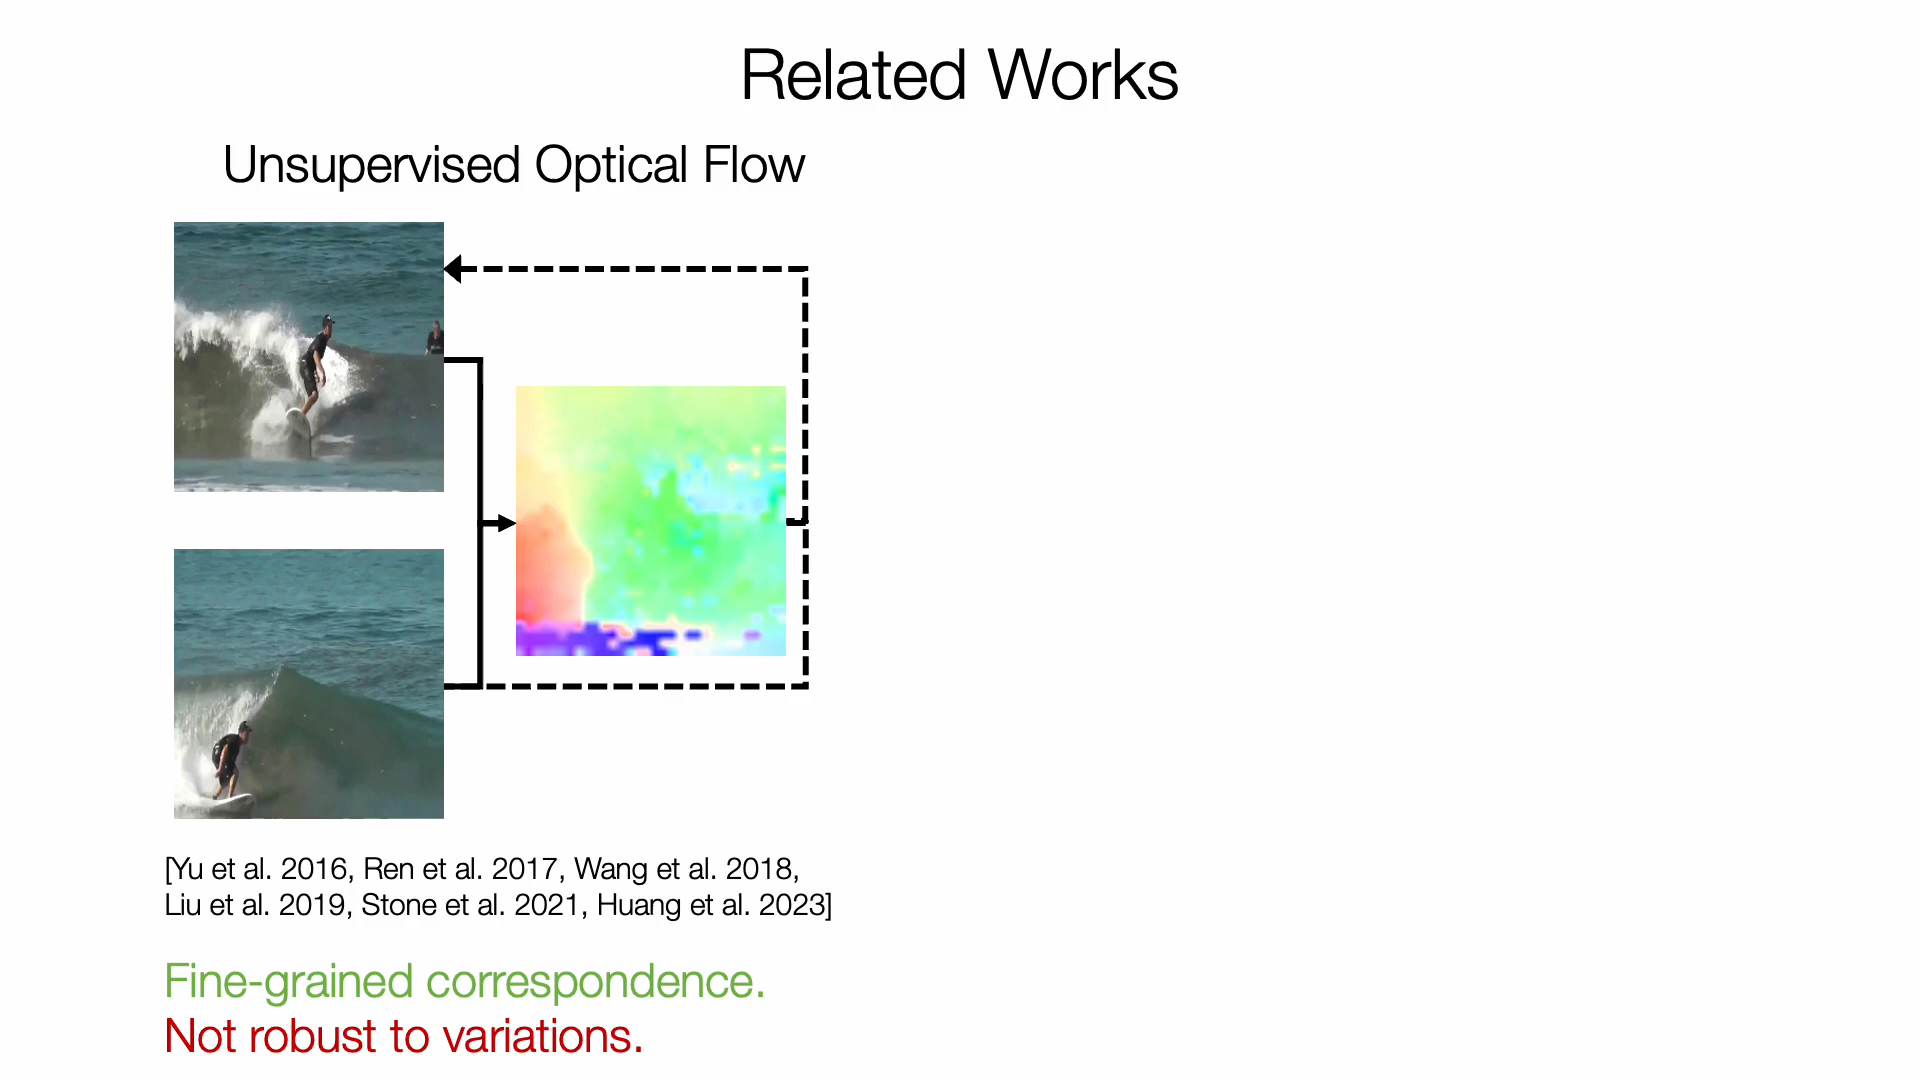 Related Works
Unsupervised Optical Flow
[Yu et al. 2016, Ren et al. 2017, Wang et al. 2018,
Liu et al. 2019, Stone et al. 2021, Huang et al. 2023]
Fine-grained correspondence.
Not robust to variations.